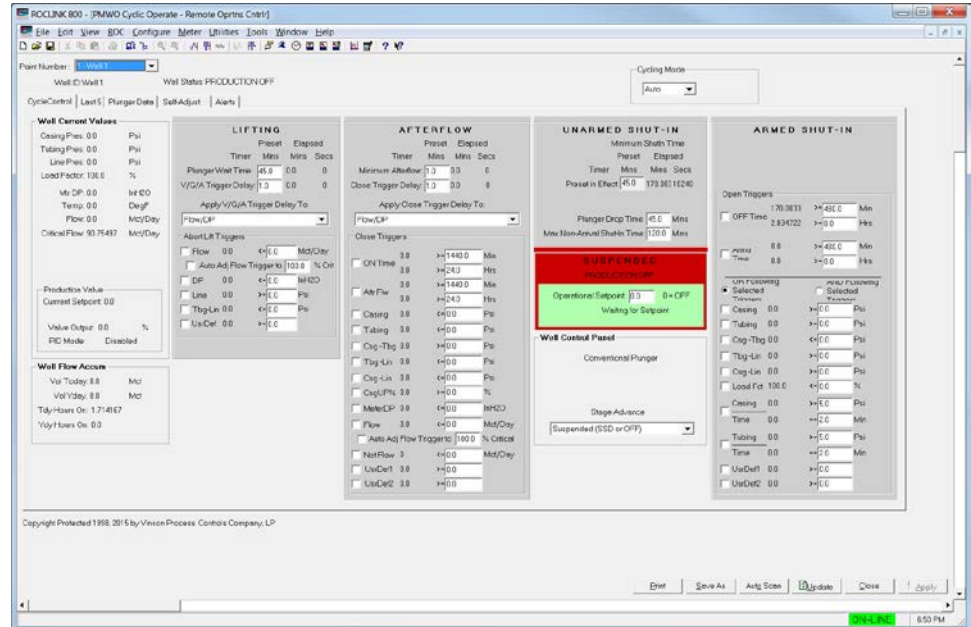 ROCLINK 800 - [PMWO Cyclic Operate - Remote Oprtns Cntrlr]
File Edit View ROC Configure Meter Utilities Tools Window Help
Point Number: 1 - Well 1
Well ID: Well 1 Well Status: PRODUCTION OFF
Cycling Mode
Auto
CycleControl Last 5 Plunger Data Self-Adjust Alerts
Well Current Values
Casing Pres: 0.0 Psi
Tubing Pres: 0.0 Psi
Line Pres: 0.0 Psi
Load Factor: 100.0 %
Mtr DP: 0.0 InH2O
Temp: 0.0 DegF
Flow: 0.0 Mcf/Day
Critical Flow: 90.75497 Mcf/Day
Production Valve
Current Setpoint: 0.0
Valve Output: 0.0 %
PID Mode: Disabled
Well Flow Accum
Vol Today: 0.0 Mcf
Vol Yday: 0.0 Mcf
Tdy Hours On: 1.714167
Ydy Hours On: 0.0
LIFTING
Preset Elapsed
Timer Mins Mins Secs
Plunger Wait Time 45.0 0.0 0
V/G/A Trigger Delay: 1.0 0.0 0
Apply V/G/A Trigger Delay To:
Flow/DP
Abort Lift Triggers
Flow 0.0 <= 0.0 Mcf/Day
Auto Adj Flow Trigger to 100.0 % Crit
DP 0.0 <= 0.0 InH2O
Line 0.0 >= 0.0 Psi
Tbg-Lin 0.0 <= 0.0 Psi
UsrDef 0.0 >= 0.0
AFTERFLOW
Preset Elapsed
Timer Mins Mins Secs
Minimum Afterflow: 1.0 0.0 0
Close Trigger Delay: 1.0 0.0 0
Apply Close Trigger Delay To:
Flow/DP
Close Triggers
ON Time 0.0 >= 1440.0 Min
0.0 >= 24.0 Hrs
Aftr Flw 0.0 >= 1440.0 Min
0.0 >= 24.0 Hrs
Casing 0.0 <= 0.0 Psi
Tubing 0.0 <= 0.0 Psi
Csg-Tbg 0.0 >= 0.0 Psi
Tbg-Lin 0.0 <= 0.0 Psi
Csg-Lin 0.0 <= 0.0 Psi
CsgUP% 0.0 >= 0.0 %
MeterDP 0.0 <= 0.0 InH2O
Flow 0.0 <= 0.0 Mcf/Day
Auto Adj Flow Trigger to 100.0 % Critical
NetFlow 0 <= 0.0 Mcf/Day
UsrDef1 0.0 >= 0.0
UsrDef2 0.0 >= 0.0
UNARMED SHUT-IN
Minimum ShutIn Time
Preset Elapsed
Timer Mins Mins Secs
Preset in Effect 45.0
Plunger Drop Time 45.0 Mins
Max Non-Arrival ShutIn Time 120.0 Mins
SUSPENDED
PRODUCTION OFF
Operational Setpoint 0.0 0 = OFF
Waiting for Setpoint
Well Control Panel
Conventional Plunger
Stage Advance
Suspended (SSD or OFF)
ARMED SHUT-IN
Open Triggers
OFF Time 170.0833 >= 480.0 Min
2.834722 >= 0.0 Hrs
Armd Time 0.0 >= 480.0 Min
0.0 >= 0.0 Hrs
OR Following Selected Triggers
AND Following Selected Triggers
Casing 0.0 >= 0.0 Psi
Tubing 0.0 >= 0.0 Psi
Csg-Tbg 0.0 <= 0.0 Psi
Tbg-Lin 0.0 >= 0.0 Psi
Csg-Lin 0.0 >= 0.0 Psi
Load Fct 100.0 <= 0.0 %
Casing 0.0 >= 5.0 Psi
Time 0.0 2.0 Min
Tubing 0.0 >= 5.0 Psi
Time 0.0 2.0 Min
UsrDef1 0.0 >= 0.0
UsrDef2 0.0 >= 0.0
Copyright Protected 1998, 2015 by Vinson Process Controls Company, LP
Print Save As Auto Scan Update Close ! Apply
ON-LINE 6:50 PM